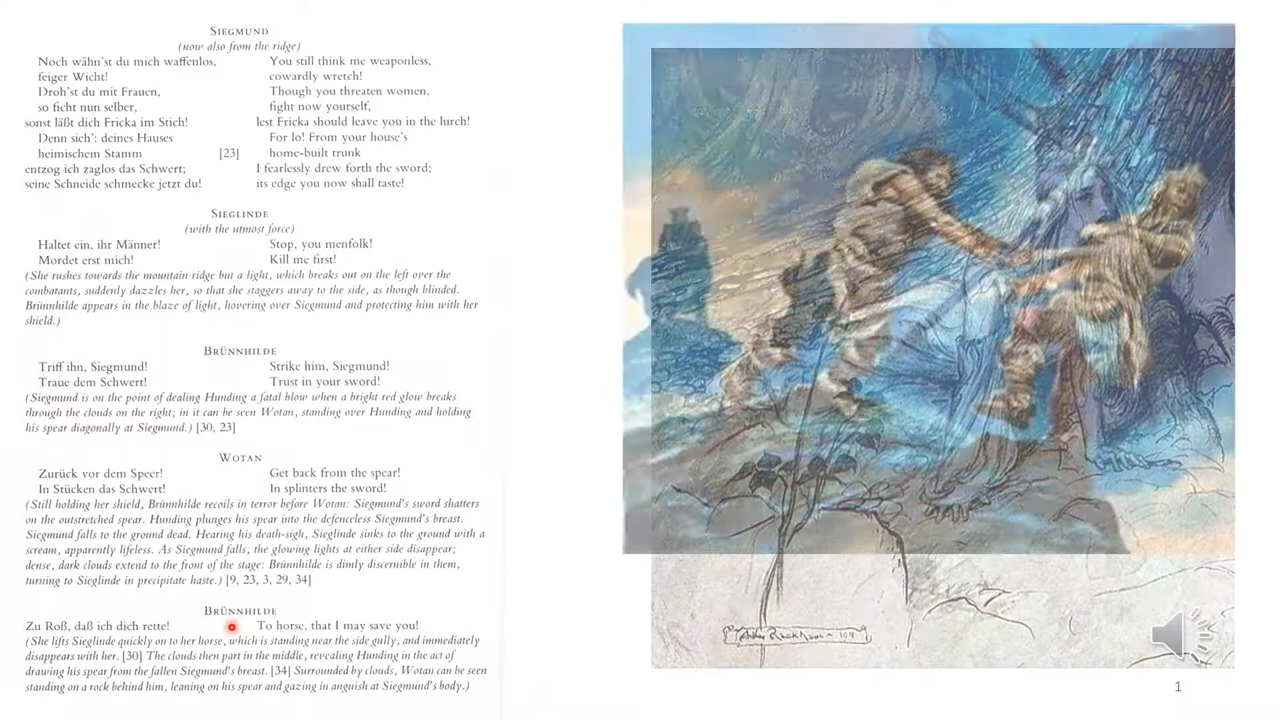 SIEGMUND
(now also from the ridge)
Noch wähn'st du mich waffenlos, You still think me weaponless,
feiger Wicht! cowardly wretch!
Droh'st du mit Frauen, Though you threaten women,
so ficht nun selber, fight now yourself,
sonst läßt dich Fricka im Stich! lest Fricka should leave you in the lurch!
Denn sieh': deines Hauses For lo! From your house's
heimischem Stamm [23] home-built trunk
entzog ich zaglos das Schwert; I fearlessly drew forth the sword;
seine Schneide schmecke jetzt du! its edge you now shall taste!
SIEGLINDE
(with the utmost force)
Haltet ein, ihr Männer! Stop, you menfolk!
Mordet erst mich! Kill me first!
(She rushes towards the mountain ridge but a light, which breaks out on the left over the
combatants, suddenly dazzles her, so that she staggers away to the side, as though blinded.
Brünnhilde appears in the blaze of light, hovering over Siegmund and protecting him with her
shield.)
BRÜNNHILDE
Triff ihn, Siegmund! Strike him, Siegmund!
Traue dem Schwert! Trust in your sword!
(Siegmund is on the point of dealing Hunding a fatal blow when a bright red glow breaks
through the clouds on the right; in it can be seen Wotan, standing over Hunding and holding
his spear diagonally at Siegmund.) [30, 23]
WOTAN
Zurück vor dem Speer! Get back from the spear!
In Stücken das Schwert! In splinters the sword!
(Still holding her shield, Brünnhilde recoils in terror before Wotan: Siegmund's sword shatters
on the outstretched spear. Hunding plunges his spear into the defenceless Siegmund's breast.
Siegmund falls to the ground dead. Hearing his death-sigh, Sieglinde sinks to the ground with a
scream, apparently lifeless. As Siegmund falls, the glowing lights at either side disappear;
dense, dark clouds extend to the front of the stage: Brünnhilde is dimly discernible in them,
turning to Sieglinde in precipitate haste.) [9, 23, 3, 29, 34]
BRÜNNHILDE
Zu Roß, daß ich dich rette! To horse, that I may save you!
(She lifts Sieglinde quickly on to her horse, which is standing near the side gully, and immediately
disappears with her. [30] The clouds then part in the middle, revealing Hunding in the act of
drawing his spear from the fallen Siegmund's breast. [34] Surrounded by clouds, Wotan can be seen
standing on a rock behind him, leaning on his spear and gazing in anguish at Siegmund's body.)
Rackham
1